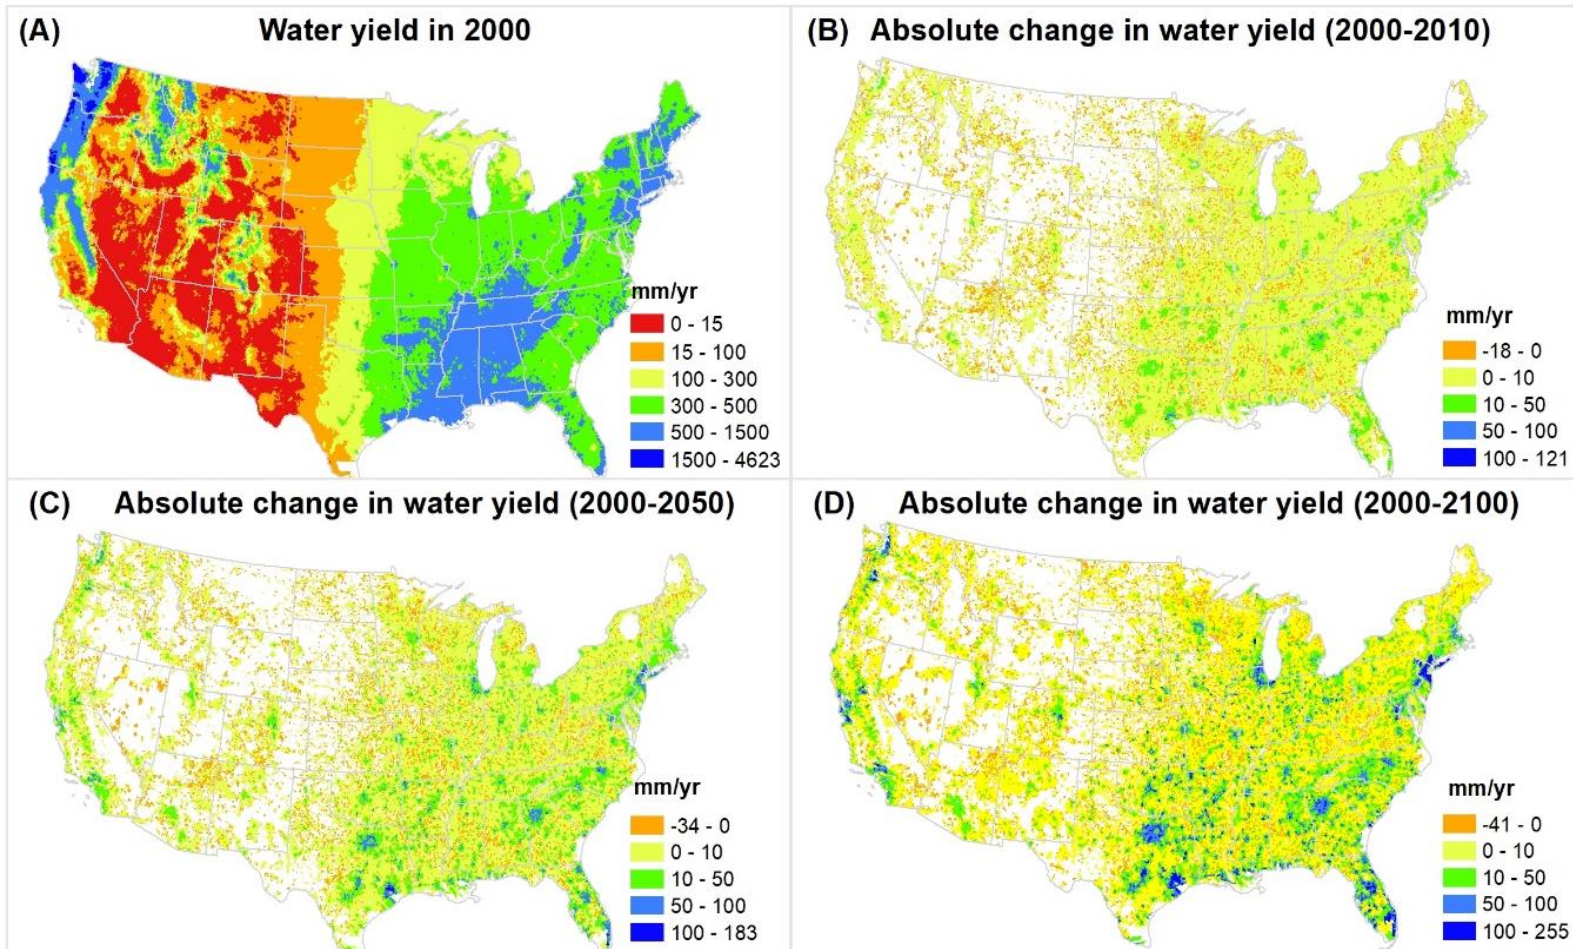 (A) Water yield in 2000
mm/yr
0 - 15
15 - 100
100 - 300
300 - 500
500 - 1500
1500 - 4623
(B) Absolute change in water yield (2000-2010)
mm/yr
-18 - 0
0 - 10
10 - 50
50 - 100
100 - 121
(C) Absolute change in water yield (2000-2050)
mm/yr
-34 - 0
0 - 10
10 - 50
50 - 100
100 - 183
(D) Absolute change in water yield (2000-2100)
mm/yr
-41 - 0
0 - 10
10 - 50
50 - 100
100 - 255